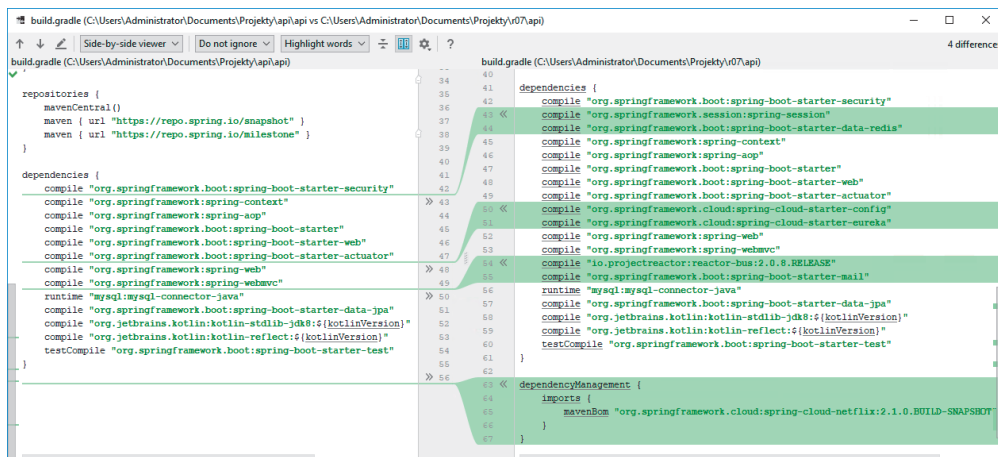 build.gradle (C:\Users\Administrator\Documents\Projekty\api\api vs C:\Users\Administrator\Documents\Projekty\r07\api)
Side-by-side viewer Do not ignore Highlight words ? 4 difference
build.gradle (C:\Users\Administrator\Documents\Projekty\api\api)
34
repositories { 35
mavenCentral() 36
maven { url "https://repo.spring.io/snapshot" } 37
maven { url "https://repo.spring.io/milestone" } 38
} 39
40
dependencies { 41
compile "org.springframework.boot:spring-boot-starter-security" 42
compile "org.springframework:spring-context" 43
compile "org.springframework:spring-aop" 44
compile "org.springframework.boot:spring-boot-starter" 45
compile "org.springframework.boot:spring-boot-starter-web" 46
compile "org.springframework.boot:spring-boot-starter-actuator" 47
compile "org.springframework:spring-web" 48
compile "org.springframework:spring-webmvc" 49
runtime "mysql:mysql-connector-java" 50
compile "org.springframework.boot:spring-boot-starter-data-jpa" 51
compile "org.jetbrains.kotlin:kotlin-stdlib-jdk8:${kotlinVersion}" 52
compile "org.jetbrains.kotlin:kotlin-reflect:${kotlinVersion}" 53
testCompile "org.springframework.boot:spring-boot-starter-test" 54
} 55
56
build.gradle (C:\Users\Administrator\Documents\Projekty\r07\api)
40
41 dependencies {
42 compile "org.springframework.boot:spring-boot-starter-security"
43 compile "org.springframework.session:spring-session"
44 compile "org.springframework.boot:spring-boot-starter-data-redis"
45 compile "org.springframework:spring-context"
46 compile "org.springframework:spring-aop"
47 compile "org.springframework.boot:spring-boot-starter"
48 compile "org.springframework.boot:spring-boot-starter-web"
49 compile "org.springframework.boot:spring-boot-starter-actuator"
50 compile "org.springframework.cloud:spring-cloud-starter-config"
51 compile "org.springframework.cloud:spring-cloud-starter-eureka"
52 compile "org.springframework:spring-web"
53 compile "org.springframework:spring-webmvc"
54 compile "io.projectreactor:reactor-bus:2.0.8.RELEASE"
55 compile "org.springframework.boot:spring-boot-starter-mail"
56 runtime "mysql:mysql-connector-java"
57 compile "org.springframework.boot:spring-boot-starter-data-jpa"
58 compile "org.jetbrains.kotlin:kotlin-stdlib-jdk8:${kotlinVersion}"
59 compile "org.jetbrains.kotlin:kotlin-reflect:${kotlinVersion}"
60 testCompile "org.springframework.boot:spring-boot-starter-test"
61 }
62
63 dependencyManagement {
64 imports {
65 mavenBom "org.springframework.cloud:spring-cloud-netflix:2.1.0.BUILD-SNAPSHOT"
66 }
67 }